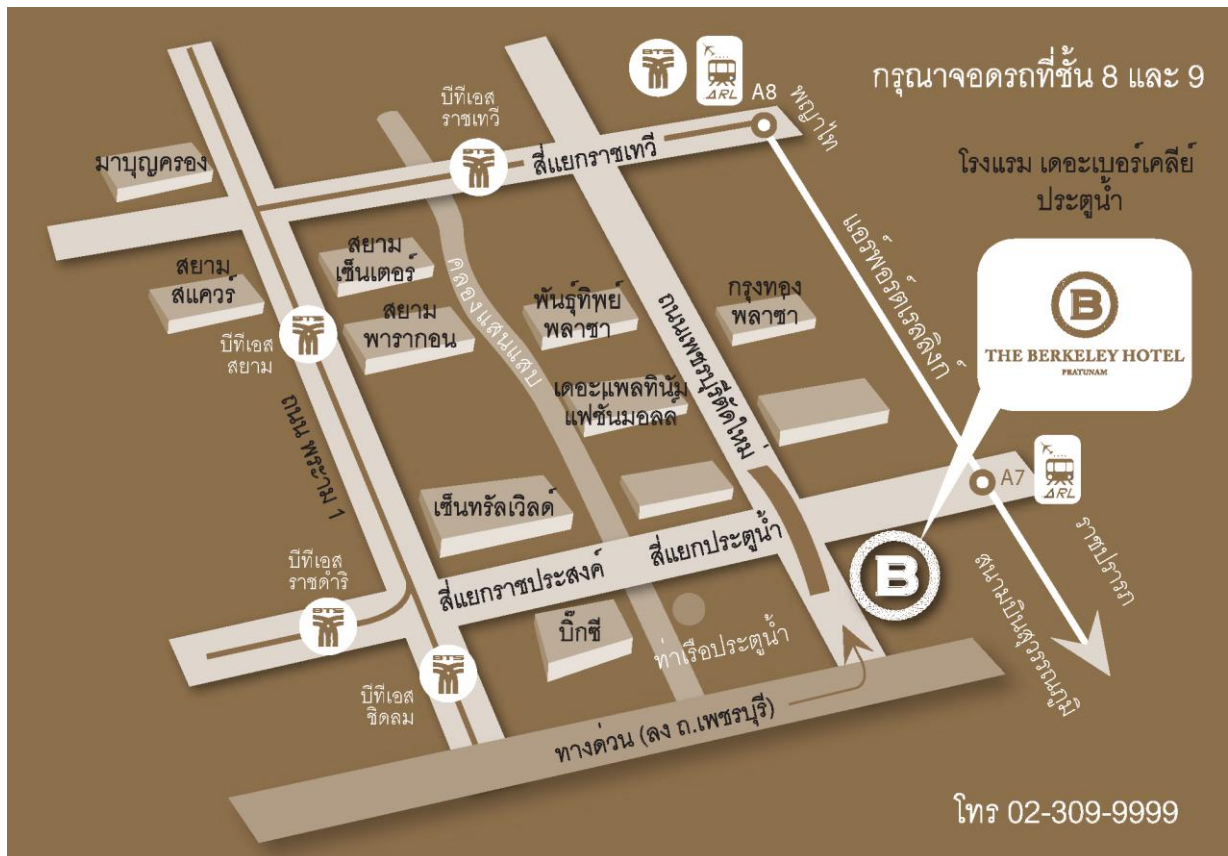 กรุณาจอดรถที่ชั้น 8 และ 9
BTS
ARL
A8
พญาไท
บีทีเอส
ราชเทวี
BTS
สี่แยกราชเทวี
มาบุญครอง
โรงแรม เดอะเบอร์เคลีย์
ประตูน้ำ
B
THE BERKELEY HOTEL
PRATUNAM
สยาม
สแควร์
สยาม
เซ็นเตอร์
สยาม
พารากอน
คลองแสนแสบ
พันธุ์ทิพย์
พลาซา
กรุงทอง
พลาซ่า
ถนนเพชรบุรีตัดใหม่
แอร์พอร์ตเรลลิงก์
บีทีเอส
สยาม
BTS
เดอะแพลทินัม
แฟชั่นมอลล์
ถนน พระราม 1
เซ็นทรัลเวิลด์
A7
ARL
ราชปรารภ
สี่แยกราชประสงค์
สี่แยกประตูน้ำ
B
สนามบินสุวรรณภูมิ
บีทีเอส
ราชดำริ
BTS
บิ๊กซี
ท่าเรือประตูน้ำ
บีทีเอส
ชิดลม
BTS
ทางด่วน (ลง ถ.เพชรบุรี)
โทร 02-309-9999